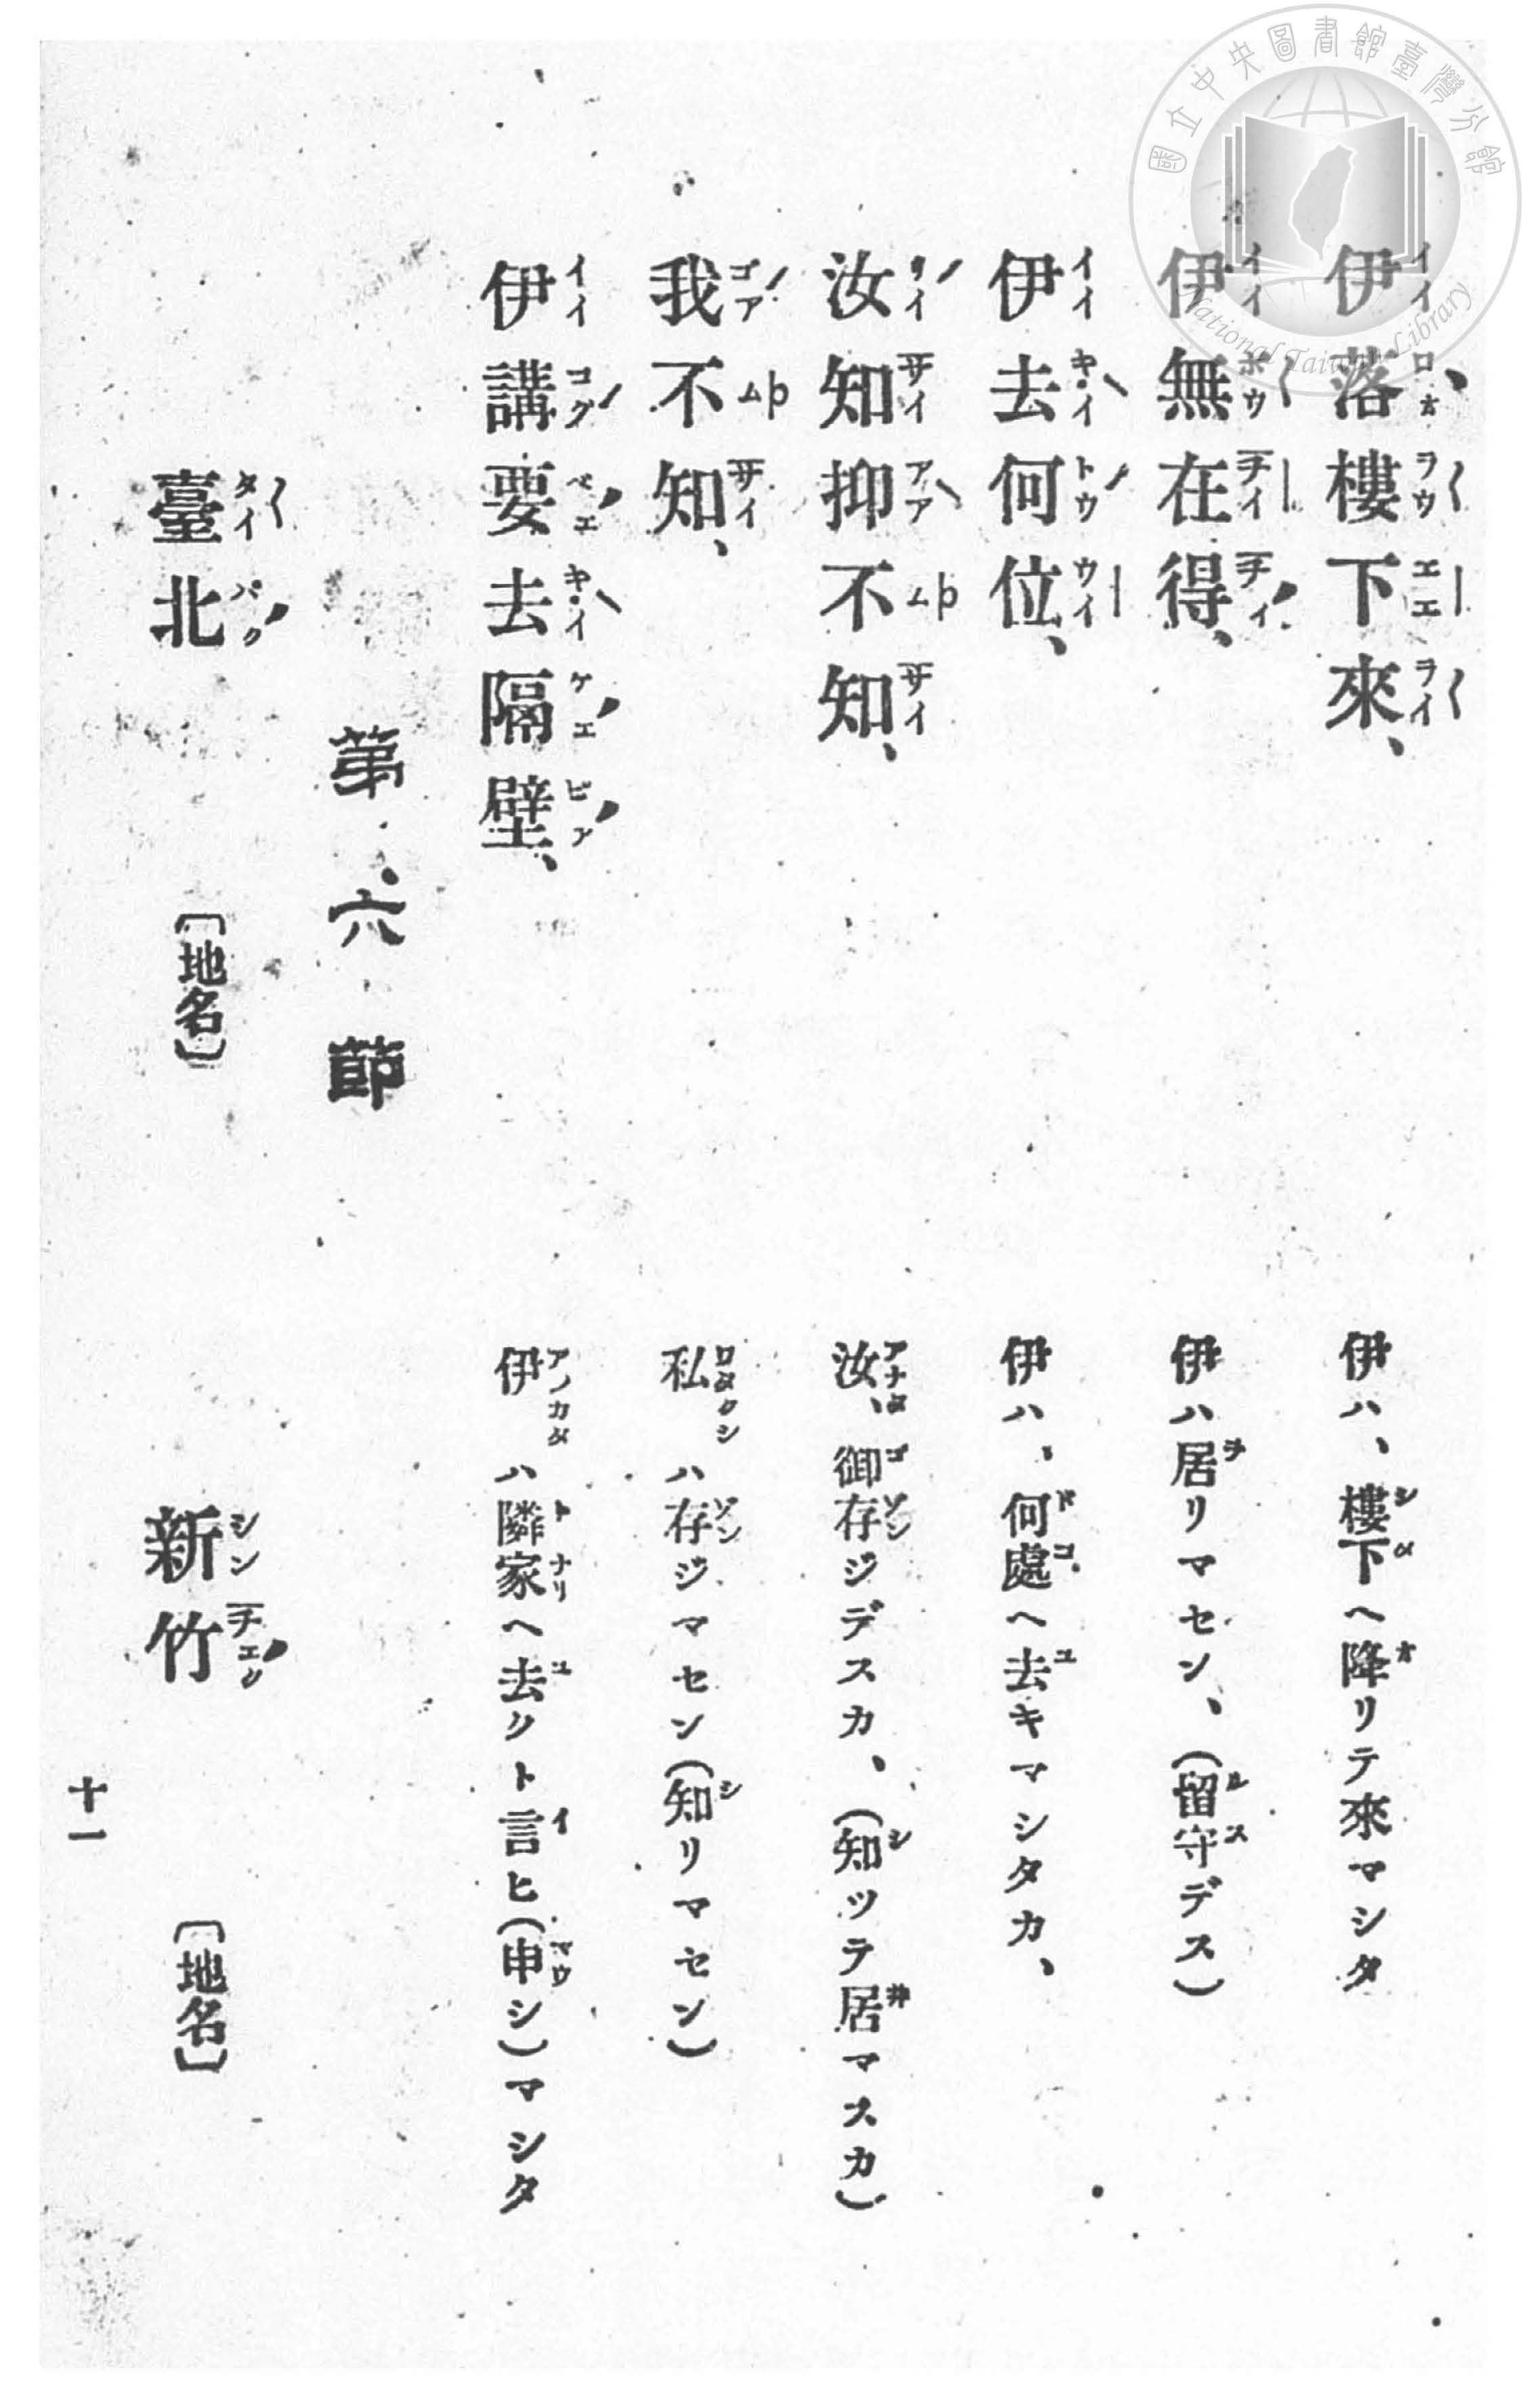 伊落樓下來、
伊ハ、樓下ヘ降リテ來マシタ
伊無在得、
伊ハ居リマセン、(留守デス)
伊去何位、
伊ハ、何處ヘ去キマシタカ、
汝知抑不知、
汝、御存ジデスカ、(知ッテ居マスカ)
我不知、
私ハ存ジマセン(知リマセン)
伊講要去隔壁、
伊ハ隣家ヘ去クト言ヒ(申シ)マシタ
第六節
臺北 〔地名〕
新竹 〔地名〕
十一
國立中央圖書館臺灣分館
National Taiwan Library